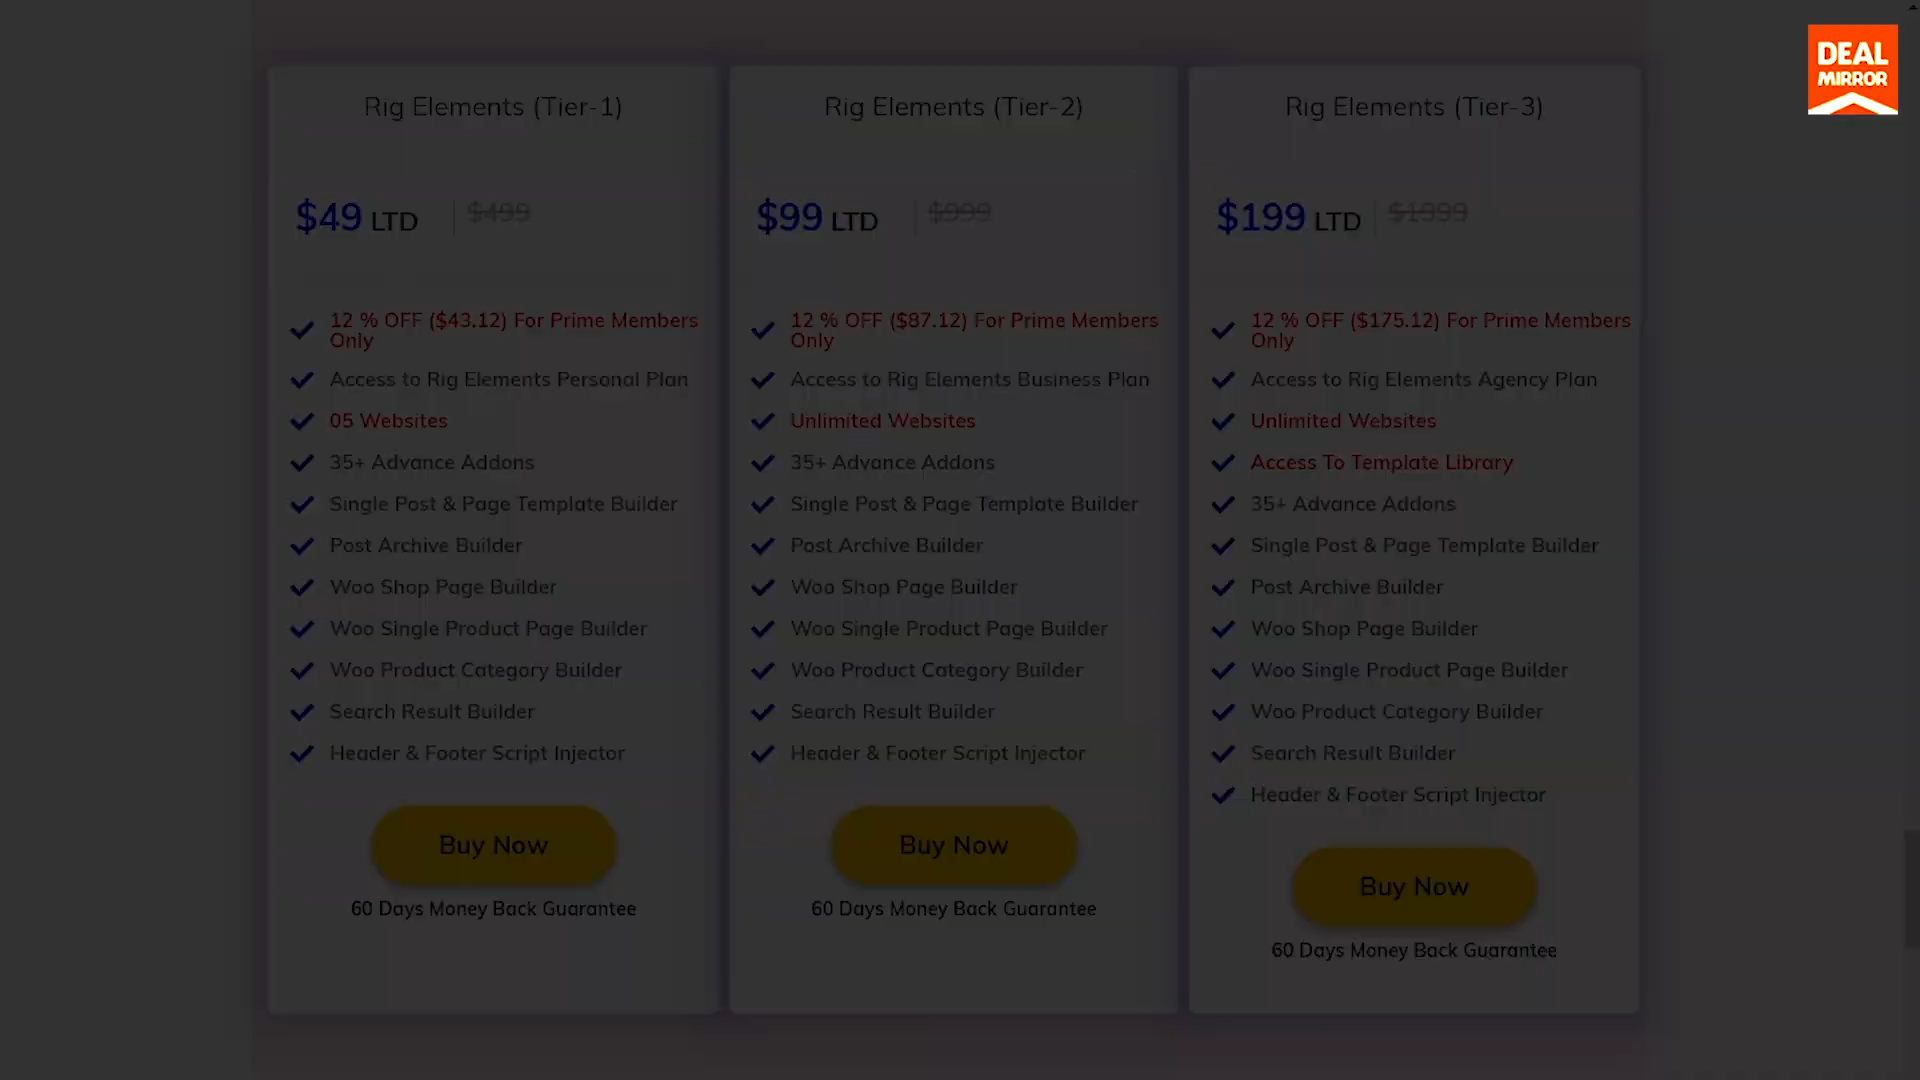 DEAL
MIRROR
Rig Elements (Tier-1)
$49 LTD $499
12 % OFF ($43.12) For Prime Members
Only
Access to Rig Elements Personal Plan
05 Websites
35+ Advance Addons
Single Post & Page Template Builder
Post Archive Builder
Woo Shop Page Builder
Woo Single Product Page Builder
Woo Product Category Builder
Search Result Builder
Header & Footer Script Injector
Buy Now
60 Days Money Back Guarantee
Rig Elements (Tier-2)
$99 LTD $999
12 % OFF ($87.12) For Prime Members
Only
Access to Rig Elements Business Plan
Unlimited Websites
35+ Advance Addons
Single Post & Page Template Builder
Post Archive Builder
Woo Shop Page Builder
Woo Single Product Page Builder
Woo Product Category Builder
Search Result Builder
Header & Footer Script Injector
Buy Now
60 Days Money Back Guarantee
Rig Elements (Tier-3)
$199 LTD $1999
12 % OFF ($175.12) For Prime Members
Only
Access to Rig Elements Agency Plan
Unlimited Websites
Access To Template Library
35+ Advance Addons
Single Post & Page Template Builder
Post Archive Builder
Woo Shop Page Builder
Woo Single Product Page Builder
Woo Product Category Builder
Search Result Builder
Header & Footer Script Injector
Buy Now
60 Days Money Back Guarantee